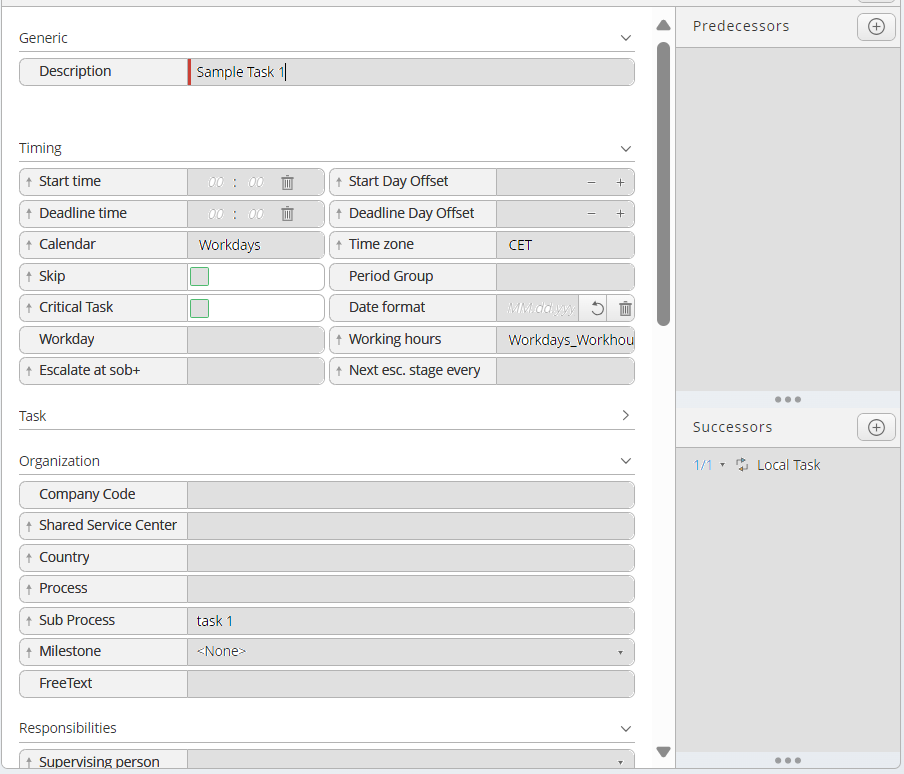 Generic
Description Sample Task 1
Timing
↑ Start time 00 : 00 ↑ Start Day Offset − +
↑ Deadline time 00 : 00 ↑ Deadline Day Offset − +
↑ Calendar Workdays ↑ Time zone CET
↑ Skip Period Group
↑ Critical Task Date format MM.dd.yyy
Workday ↑ Working hours Workdays_Workhou
↑ Escalate at sob+ ↑ Next esc. stage every
Task
Organization
Company Code
↑ Shared Service Center
↑ Country
↑ Process
↑ Sub Process task 1
↑ Milestone <None>
FreeText
Responsibilities
↑ Supervising person
Predecessors
Successors
1/1 Local Task